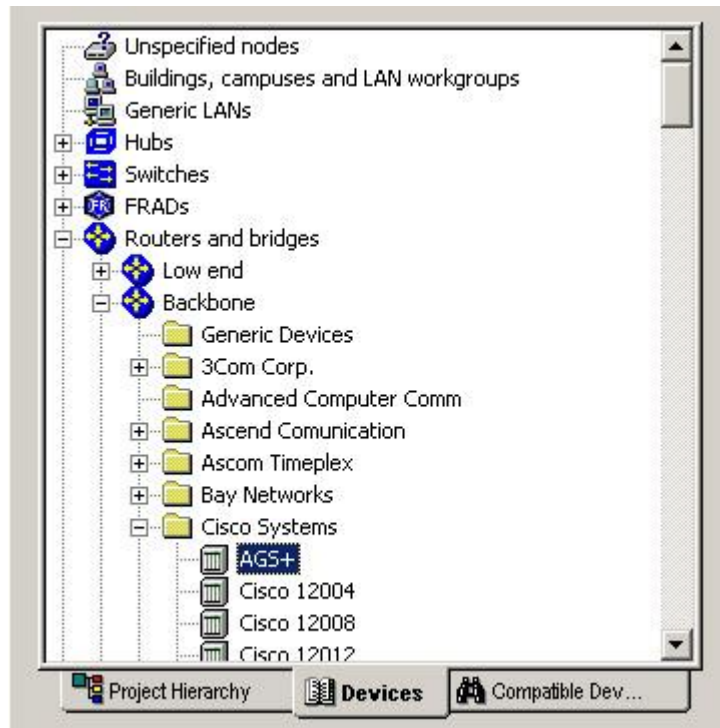 Unspecified nodes
Buildings, campuses and LAN workgroups
Generic LANs
Hubs
Switches
FR FRADs
Routers and bridges
Low end
Backbone
Generic Devices
3Com Corp.
Advanced Computer Comm
Ascend Comunication
Ascom Timeplex
Bay Networks
Cisco Systems
AGS+
Cisco 12004
Cisco 12008
Cisco 12012
Project Hierarchy Devices Compatible Dev...